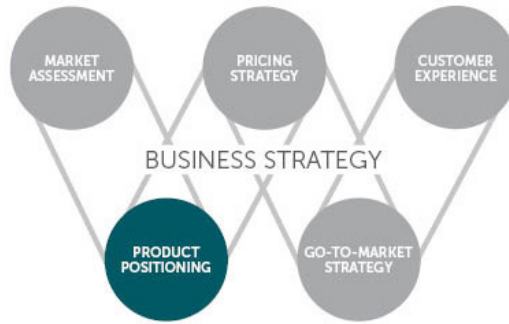 MARKET
ASSESSMENT
PRICING
STRATEGY
CUSTOMER
EXPERIENCE
BUSINESS STRATEGY
PRODUCT
POSITIONING
GO-TO-MARKET
STRATEGY